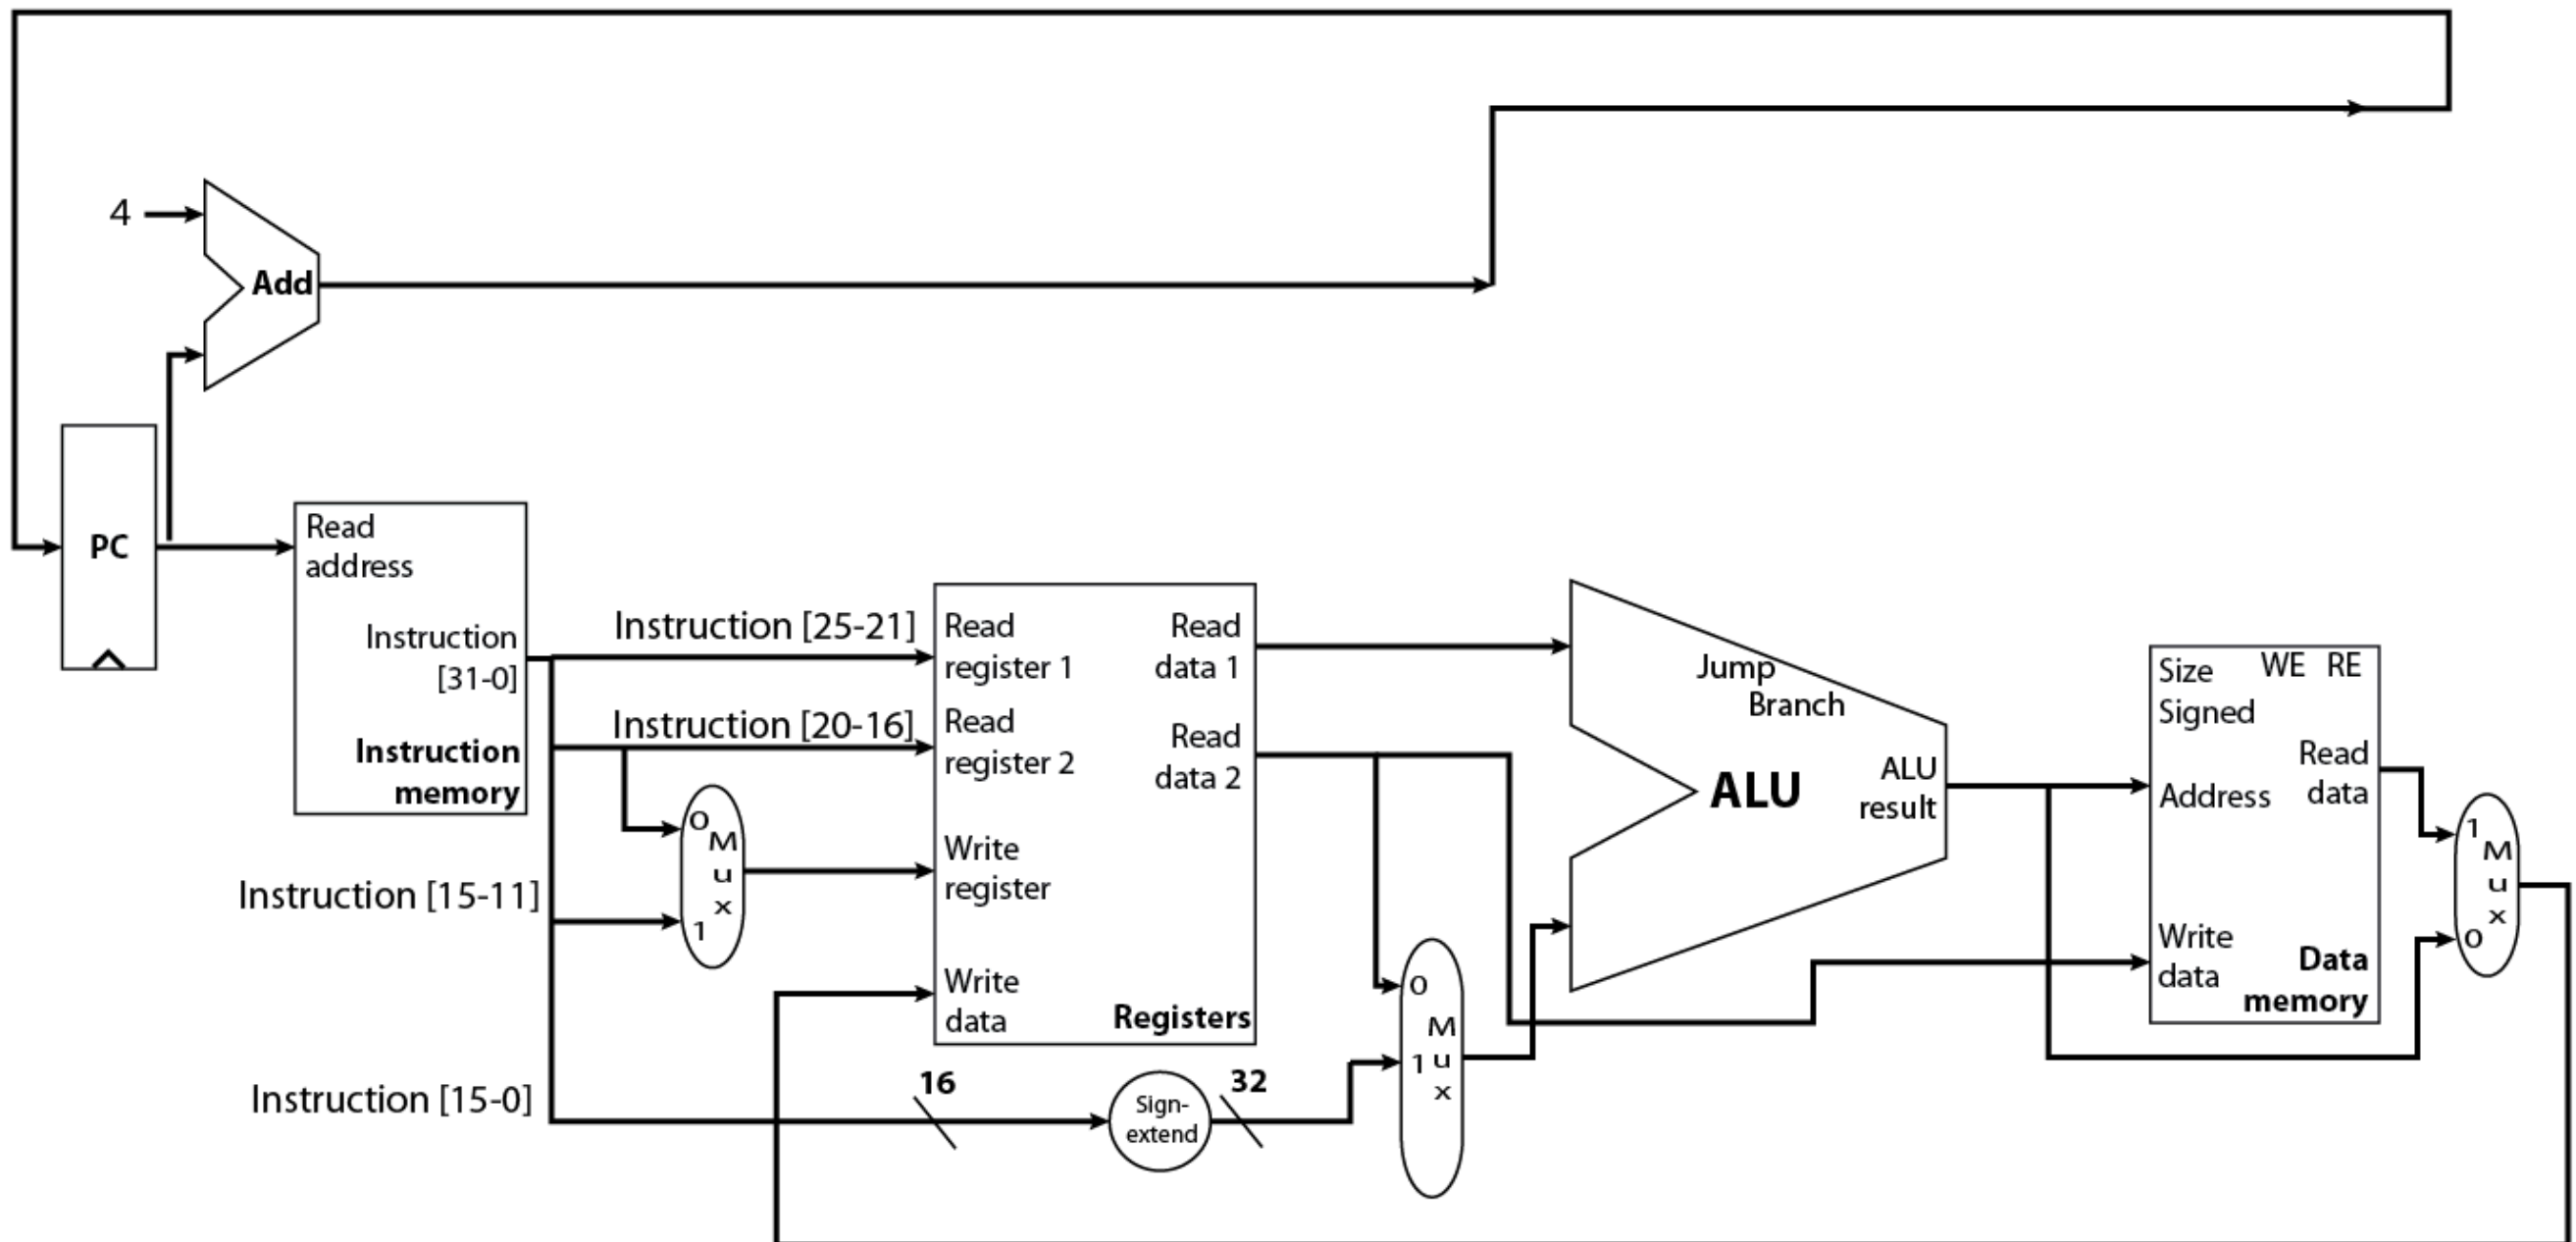 4
Add
PC
Read
address
Instruction
[31-0]
Instruction
memory
Instruction [25-21]
Instruction [20-16]
Instruction [15-11]
Instruction [15-0]
0
M
u
x
1
Read
register 1
Read
register 2
Write
register
Write
data
Read
data 1
Read
data 2
Registers
16
Sign-
extend
32
0
M
1 u
x
Jump
Branch
ALU
ALU
result
Size WE RE
Signed
Address
Read
data
Write
data
Data
memory
1
M
u
x
0